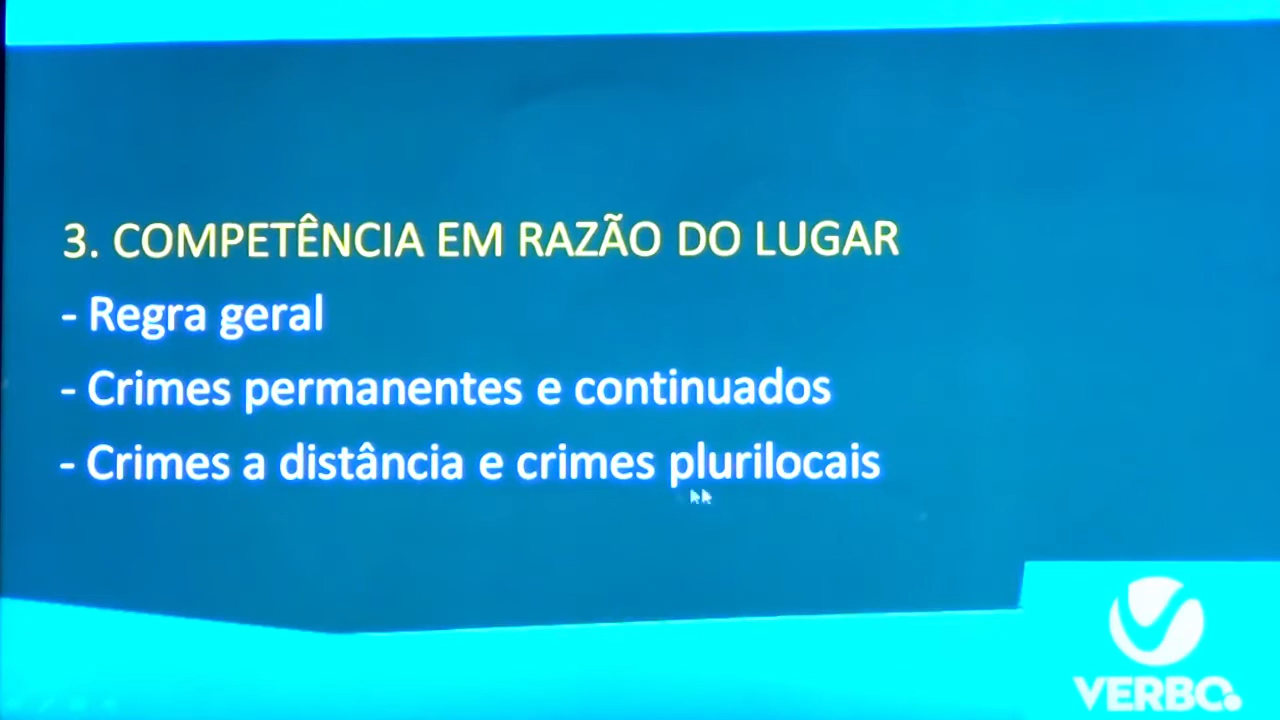 3. COMPETÊNCIA EM RAZÃO DO LUGAR
- Regra geral
- Crimes permanentes e continuados
- Crimes a distância e crimes plurilocais
VERBO.